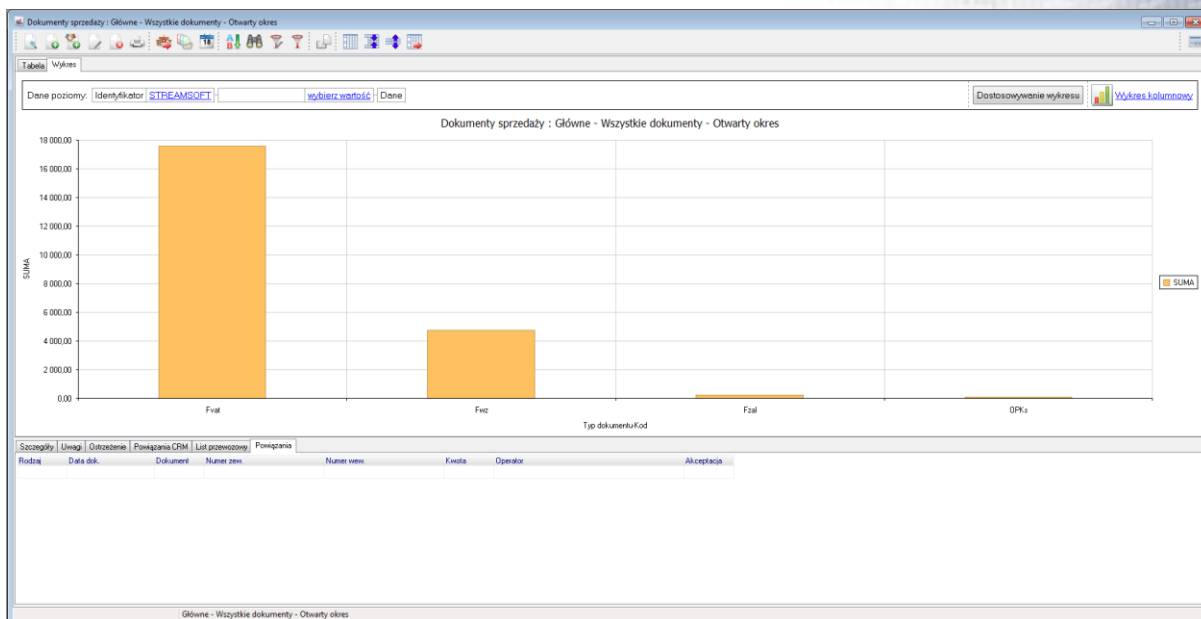 Dokumenty sprzedaży : Główne - Wszystkie dokumenty - Otwarty okres
Tabela Wykres
Dane poziomy: Identyfikator STREAMSOFT wybierz wartość Dane Dostosowywanie wykresu Wykres kolumnowy
Dokumenty sprzedaży : Główne - Wszystkie dokumenty - Otwarty okres
18 000,00
16 000,00
14 000,00
12 000,00
10 000,00
8 000,00
6 000,00
4 000,00
2 000,00
0,00
SUMA
SUMA
Fvat Fwz Fzal OPKs
Typ dokumentu-Kod
Szczegóły Uwagi Ostrzeżenie Powiązania CRM List przewozowy Powiązania
Rodzaj Data dok. Dokument Numer zew. Numer wew. Kwota Operator Akceptacja
Główne - Wszystkie dokumenty - Otwarty okres